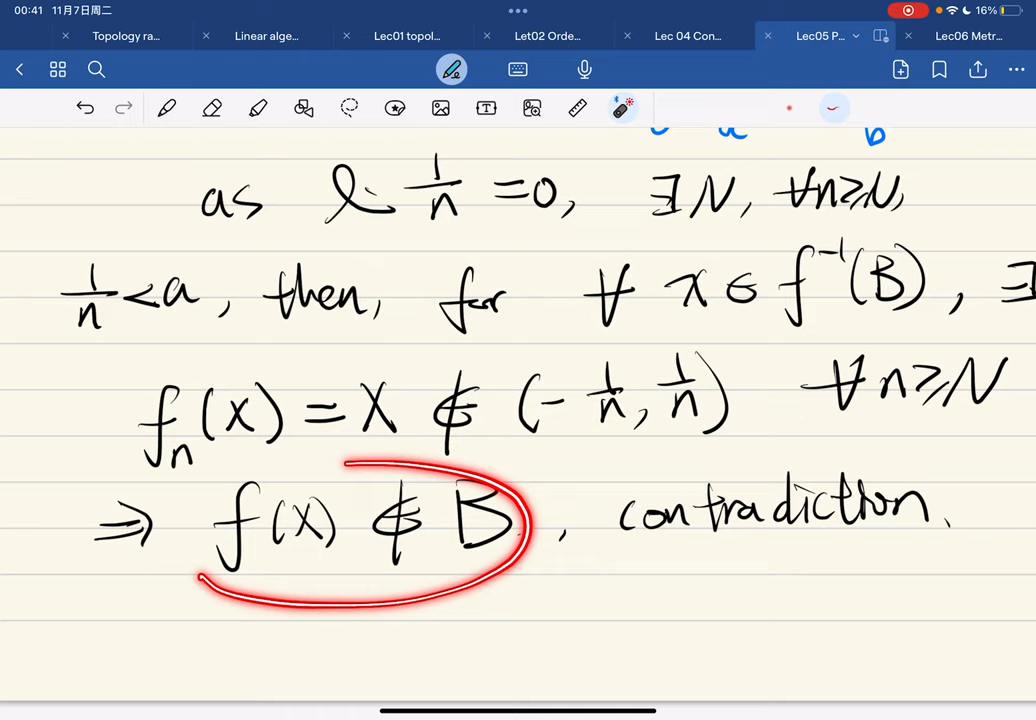 00:41 11月7日周二
16%
Topology ra...
Linear alge...
Lec01 topol...
Let02 Orde...
Lec 04 Con...
Lec05 P...
Lec06 Metr...
as li 1/n = 0, ∃N, ∀n≥N,
1/n < a, then, for ∀ x ∈ f⁻¹(B), ∃
fₙ(x) = x ∉ (-1/n, 1/n) ∀n≥N
⇒ f(x) ∉ B, contradiction.